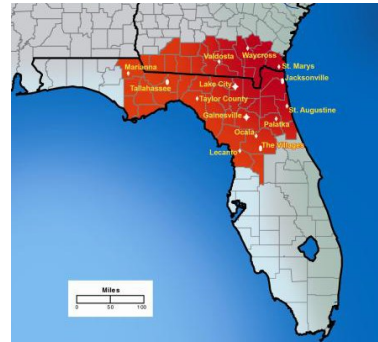 Waycross
Valdosta
St. Marys
Marianna
Jacksonville
Lake City
Tallahassee
Taylor County
St. Augustine
Gainesville
Palatka
Ocala
Lecanto
The Villages
Miles
0 50 100